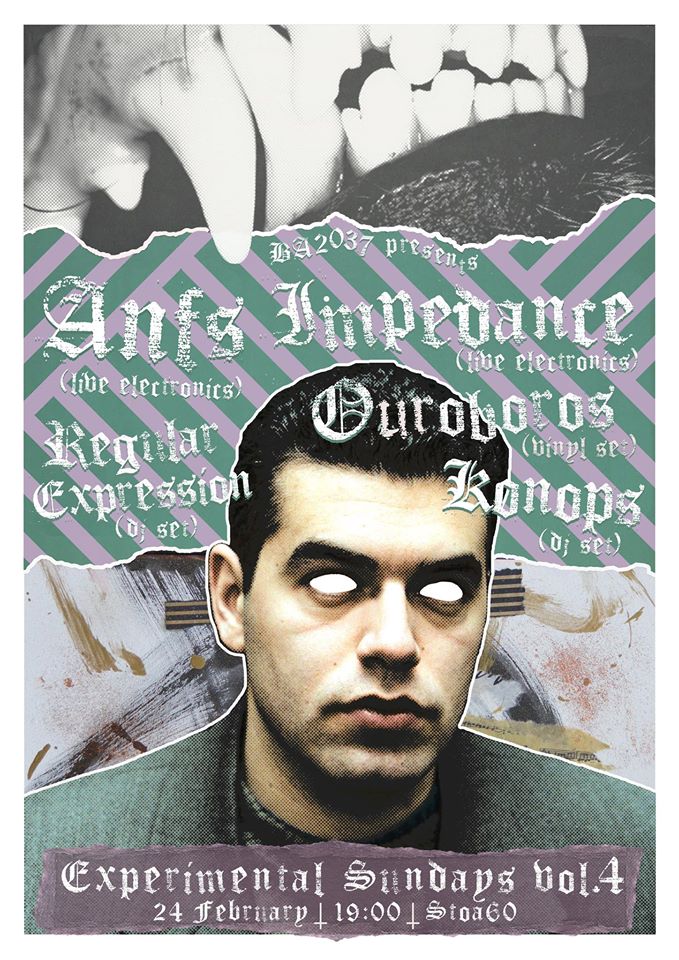 BA2037 presents
Anfs
(live electronics)
Impedance
(live electronics)
Ouroboros
(vinyl set)
Regular
Expression
(dj set)
Konops
(dj set)
Experimental Sundays vol.4
24 February | 19:00 | Stoa60